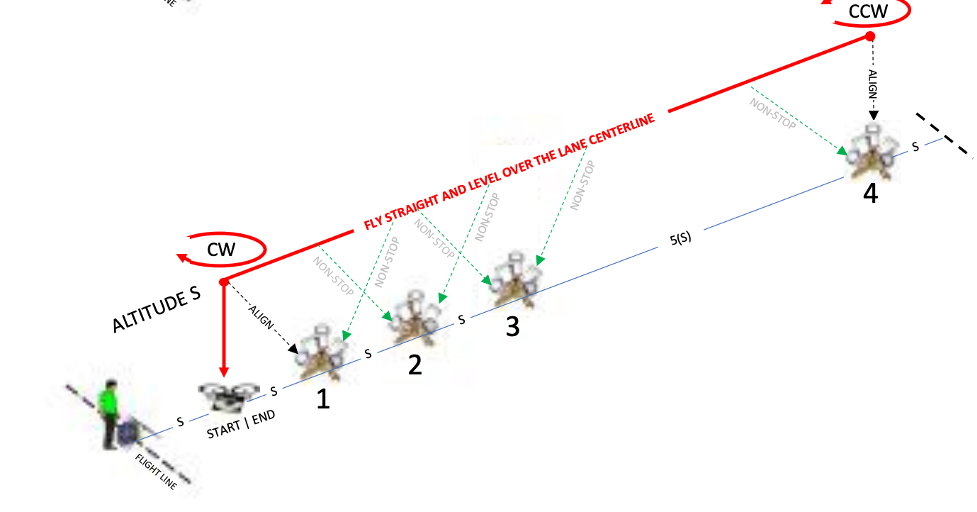 NE
CCW
ALIGN
NON-STOP
S
4
FLY STRAIGHT AND LEVEL OVER THE LANE CENTERLINE
NON-STOP
NON-STOP
NON-STOP
NON-STOP
NON-STOP
5(S)
CW
ALTITUDE S
ALIGN
S
3
S
2
S
1
S
START | END
FLIGHT LINE